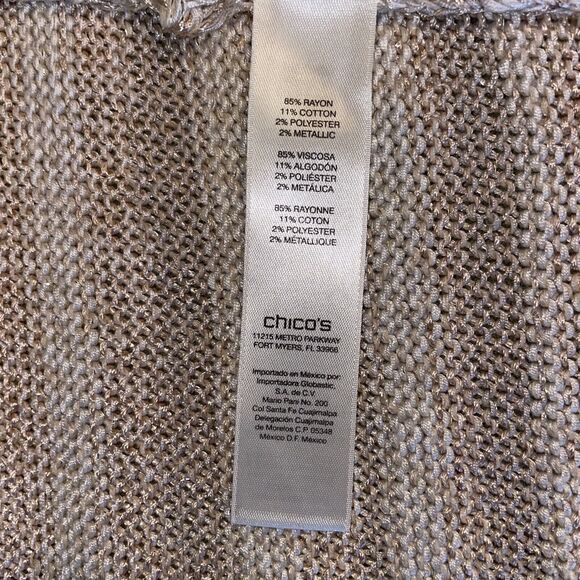 85% RAYON
11% COTTON
2% POLYESTER
2% METALLIC
85% VISCOSA
11% ALGODÓN
2% POLIÉSTER
2% METÁLICA
85% RAYONNE
11% COTON
2% POLYESTER
2% MÉTALLIQUE
chico's
11215 METRO PARKWAY
FORT MYERS, FL 33966
Importado en México por:
Importadora Globastic,
S.A. de C.V.
Mario Pani No. 200
Col Santa Fe Cuajimalpa
Delegación Cuajimalpa
de Morelos C.P. 05348
México D.F. México